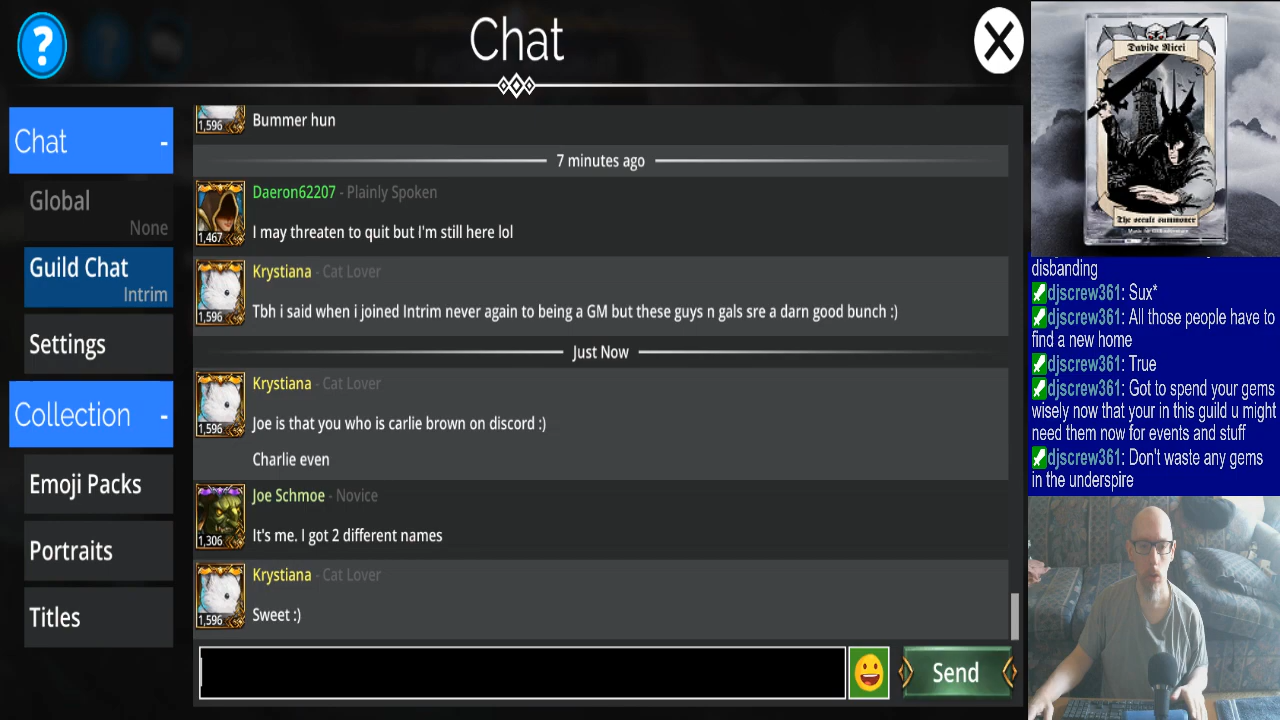 ?
Chat
X
Chat -
Global
None
Guild Chat
Intrim
Settings
Collection -
Emoji Packs
Portraits
Titles
1,596
Bummer hun
7 minutes ago
Daeron62207 - Plainly Spoken
1,467
I may threaten to quit but I'm still here lol
Krystiana - Cat Lover
1,596
Tbh i said when i joined Intrim never again to being a GM but these guys n gals sre a darn good bunch :)
Just Now
Krystiana - Cat Lover
1,596
Joe is that you who is carlie brown on discord :)
Charlie even
Joe Schmoe - Novice
1,306
It's me. I got 2 different names
Krystiana - Cat Lover
1,596
Sweet :)
Send
Davide Ricci
The occult summoner
disbanding
djscrew361: Sux*
djscrew361: All those people have to
find a new home
djscrew361: True
djscrew361: Got to spend your gems
wisely now that your in this guild u might
need them now for events and stuff
djscrew361: Don't waste any gems
in the underspire